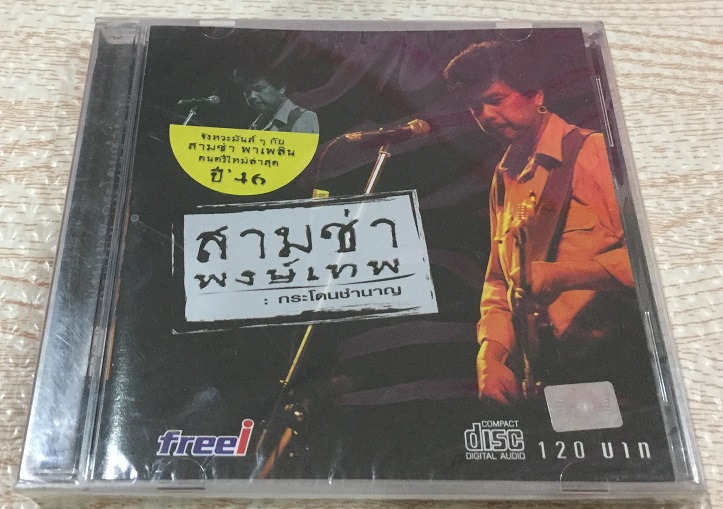 จังหวะมันส์ ๆ กับ
สามช่า พาเพลิน
ดนตรีใหม่ล่าสุด
ปี '46
สามช่า
พงษ์เทพ
: กระโดนชำนาญ
freei
COMPACT
disc
DIGITAL AUDIO
120 บาท